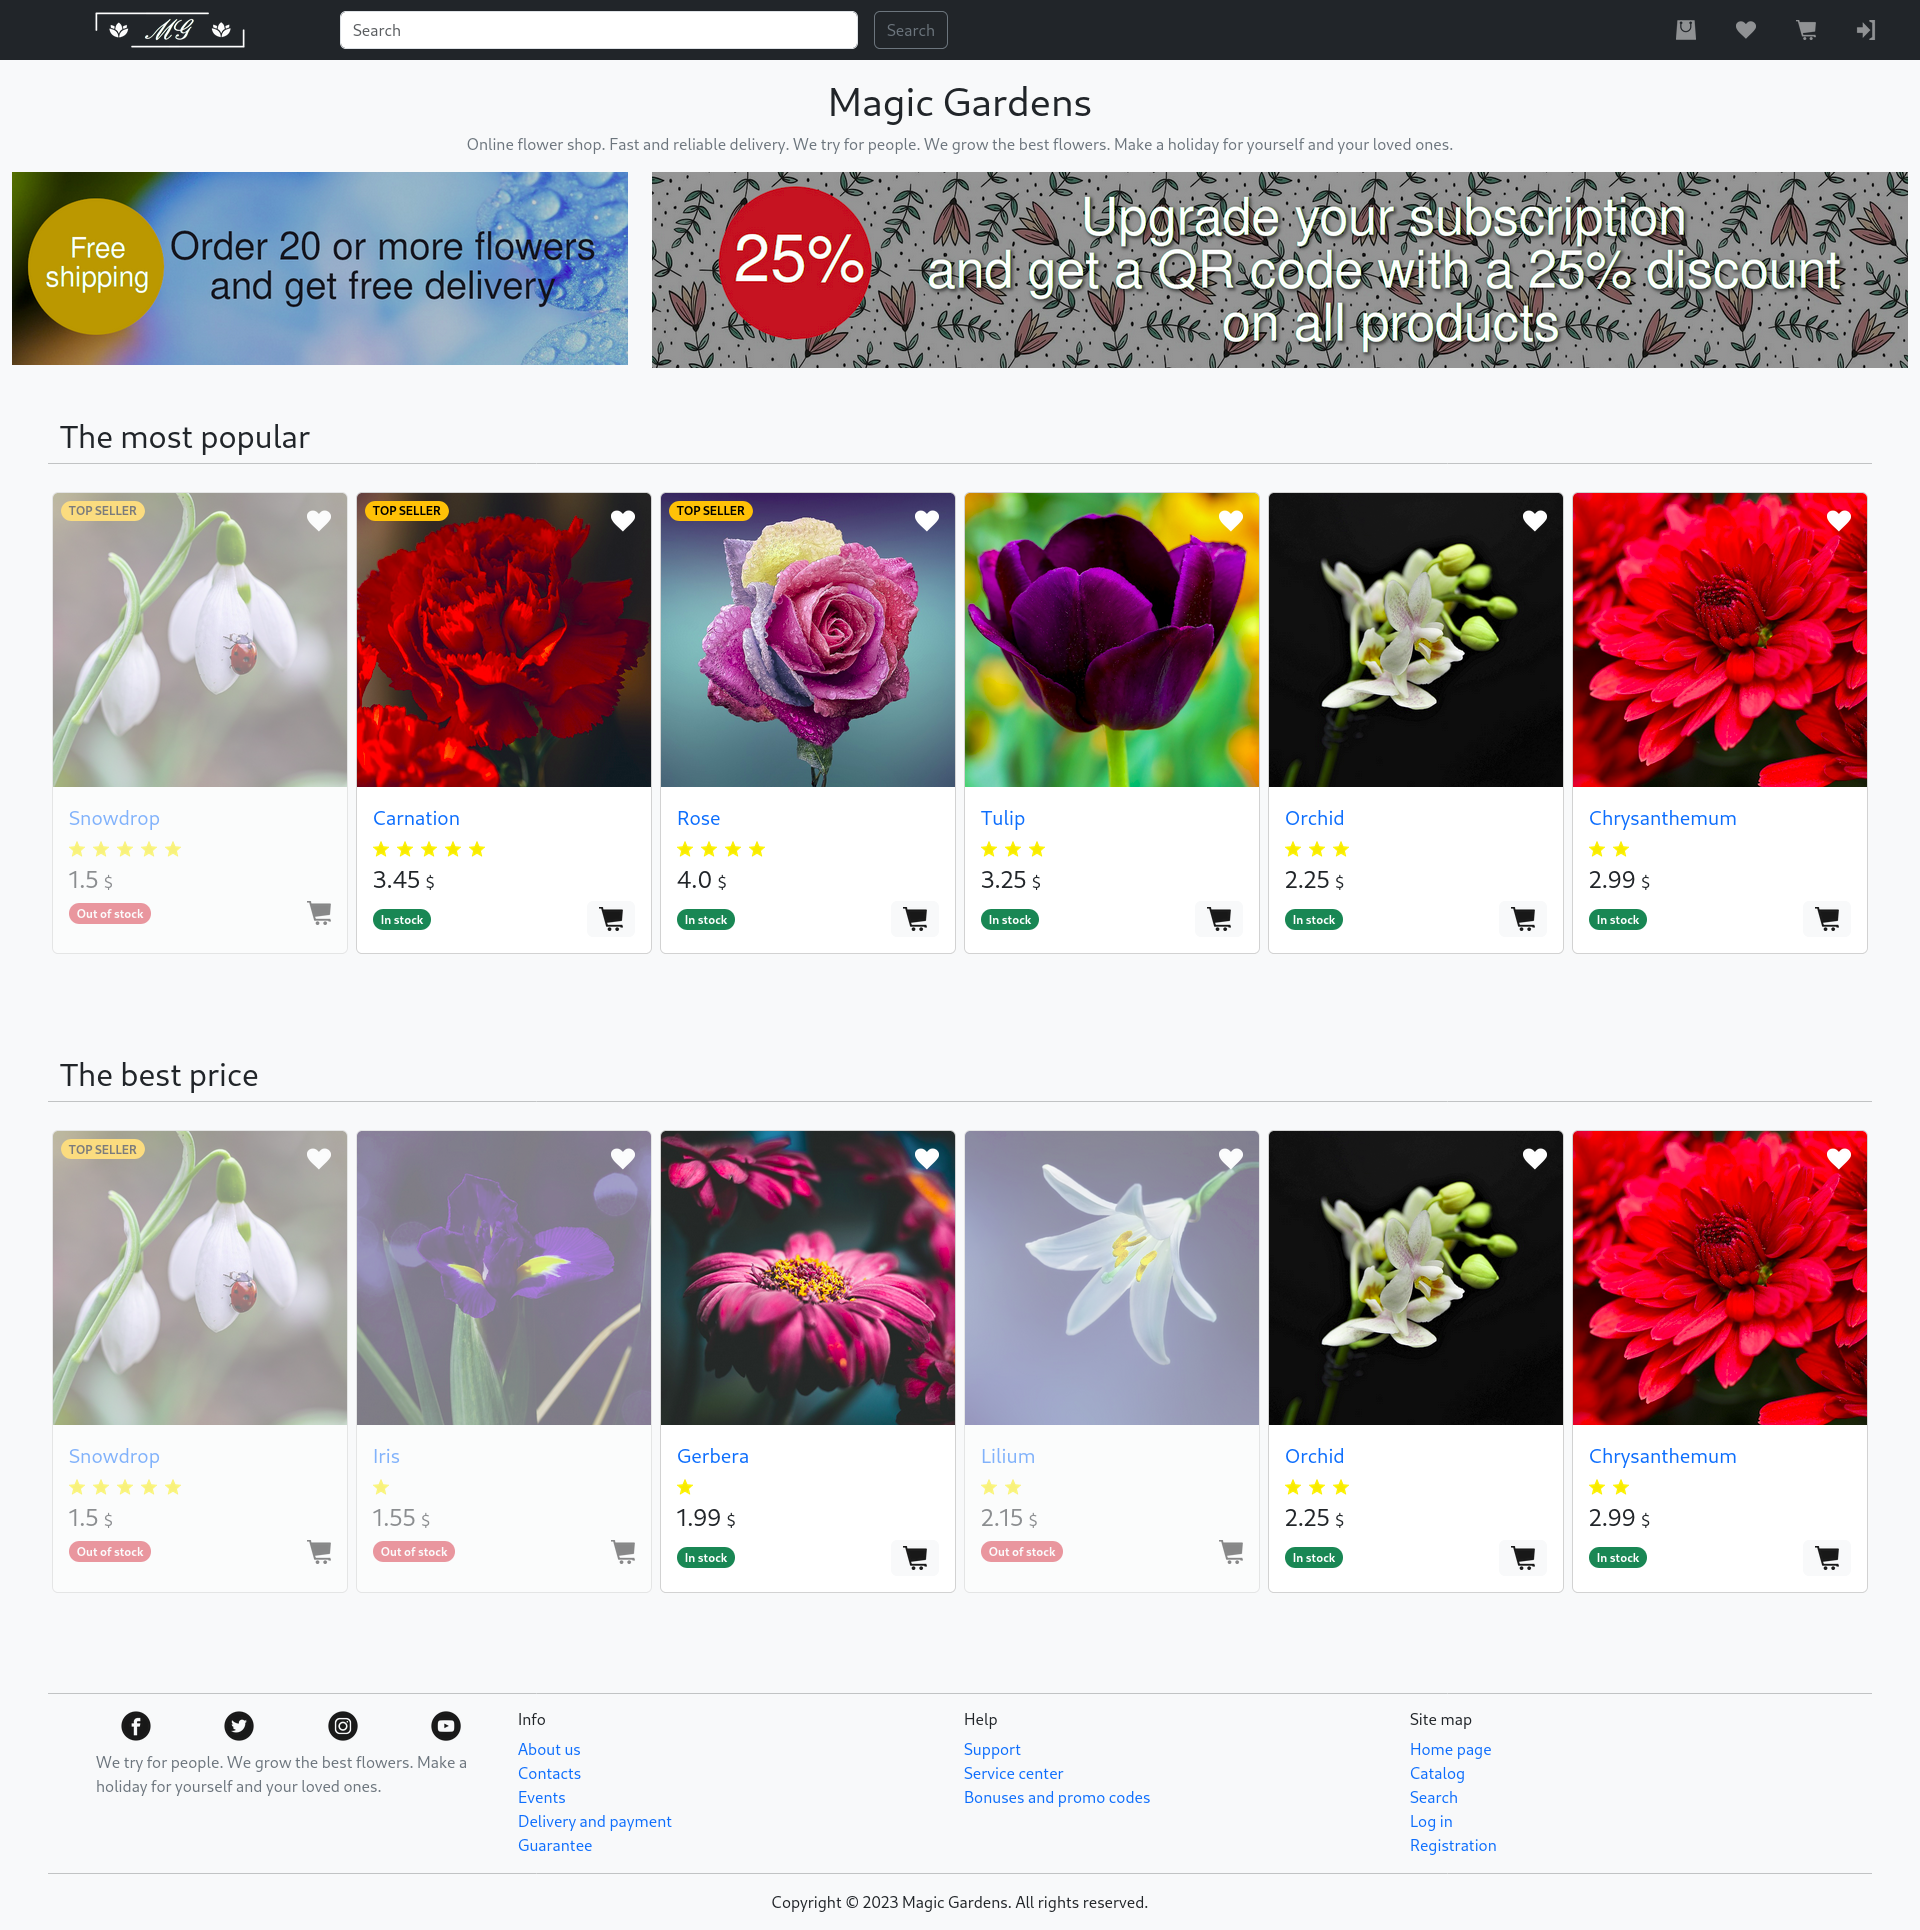 MG
Search
Search
Magic Gardens
Online flower shop. Fast and reliable delivery. We try for people. We grow the best flowers. Make a holiday for yourself and your loved ones.
Free
shipping
Order 20 or more flowers
and get free delivery
25%
Upgrade your subscription
and get a QR code with a 25% discount
on all products
The most popular
TOP SELLER
Snowdrop
1.5 $
Out of stock
TOP SELLER
Carnation
3.45 $
In stock
TOP SELLER
Rose
4.0 $
In stock
Tulip
3.25 $
In stock
Orchid
2.25 $
In stock
Chrysanthemum
2.99 $
In stock
The best price
TOP SELLER
Snowdrop
1.5 $
Out of stock
Iris
1.55 $
Out of stock
Gerbera
1.99 $
In stock
Lilium
2.15 $
Out of stock
Orchid
2.25 $
In stock
Chrysanthemum
2.99 $
In stock
We try for people. We grow the best flowers. Make a
holiday for yourself and your loved ones.
Info
About us
Contacts
Events
Delivery and payment
Guarantee
Help
Support
Service center
Bonuses and promo codes
Site map
Home page
Catalog
Search
Log in
Registration
Copyright © 2023 Magic Gardens. All rights reserved.